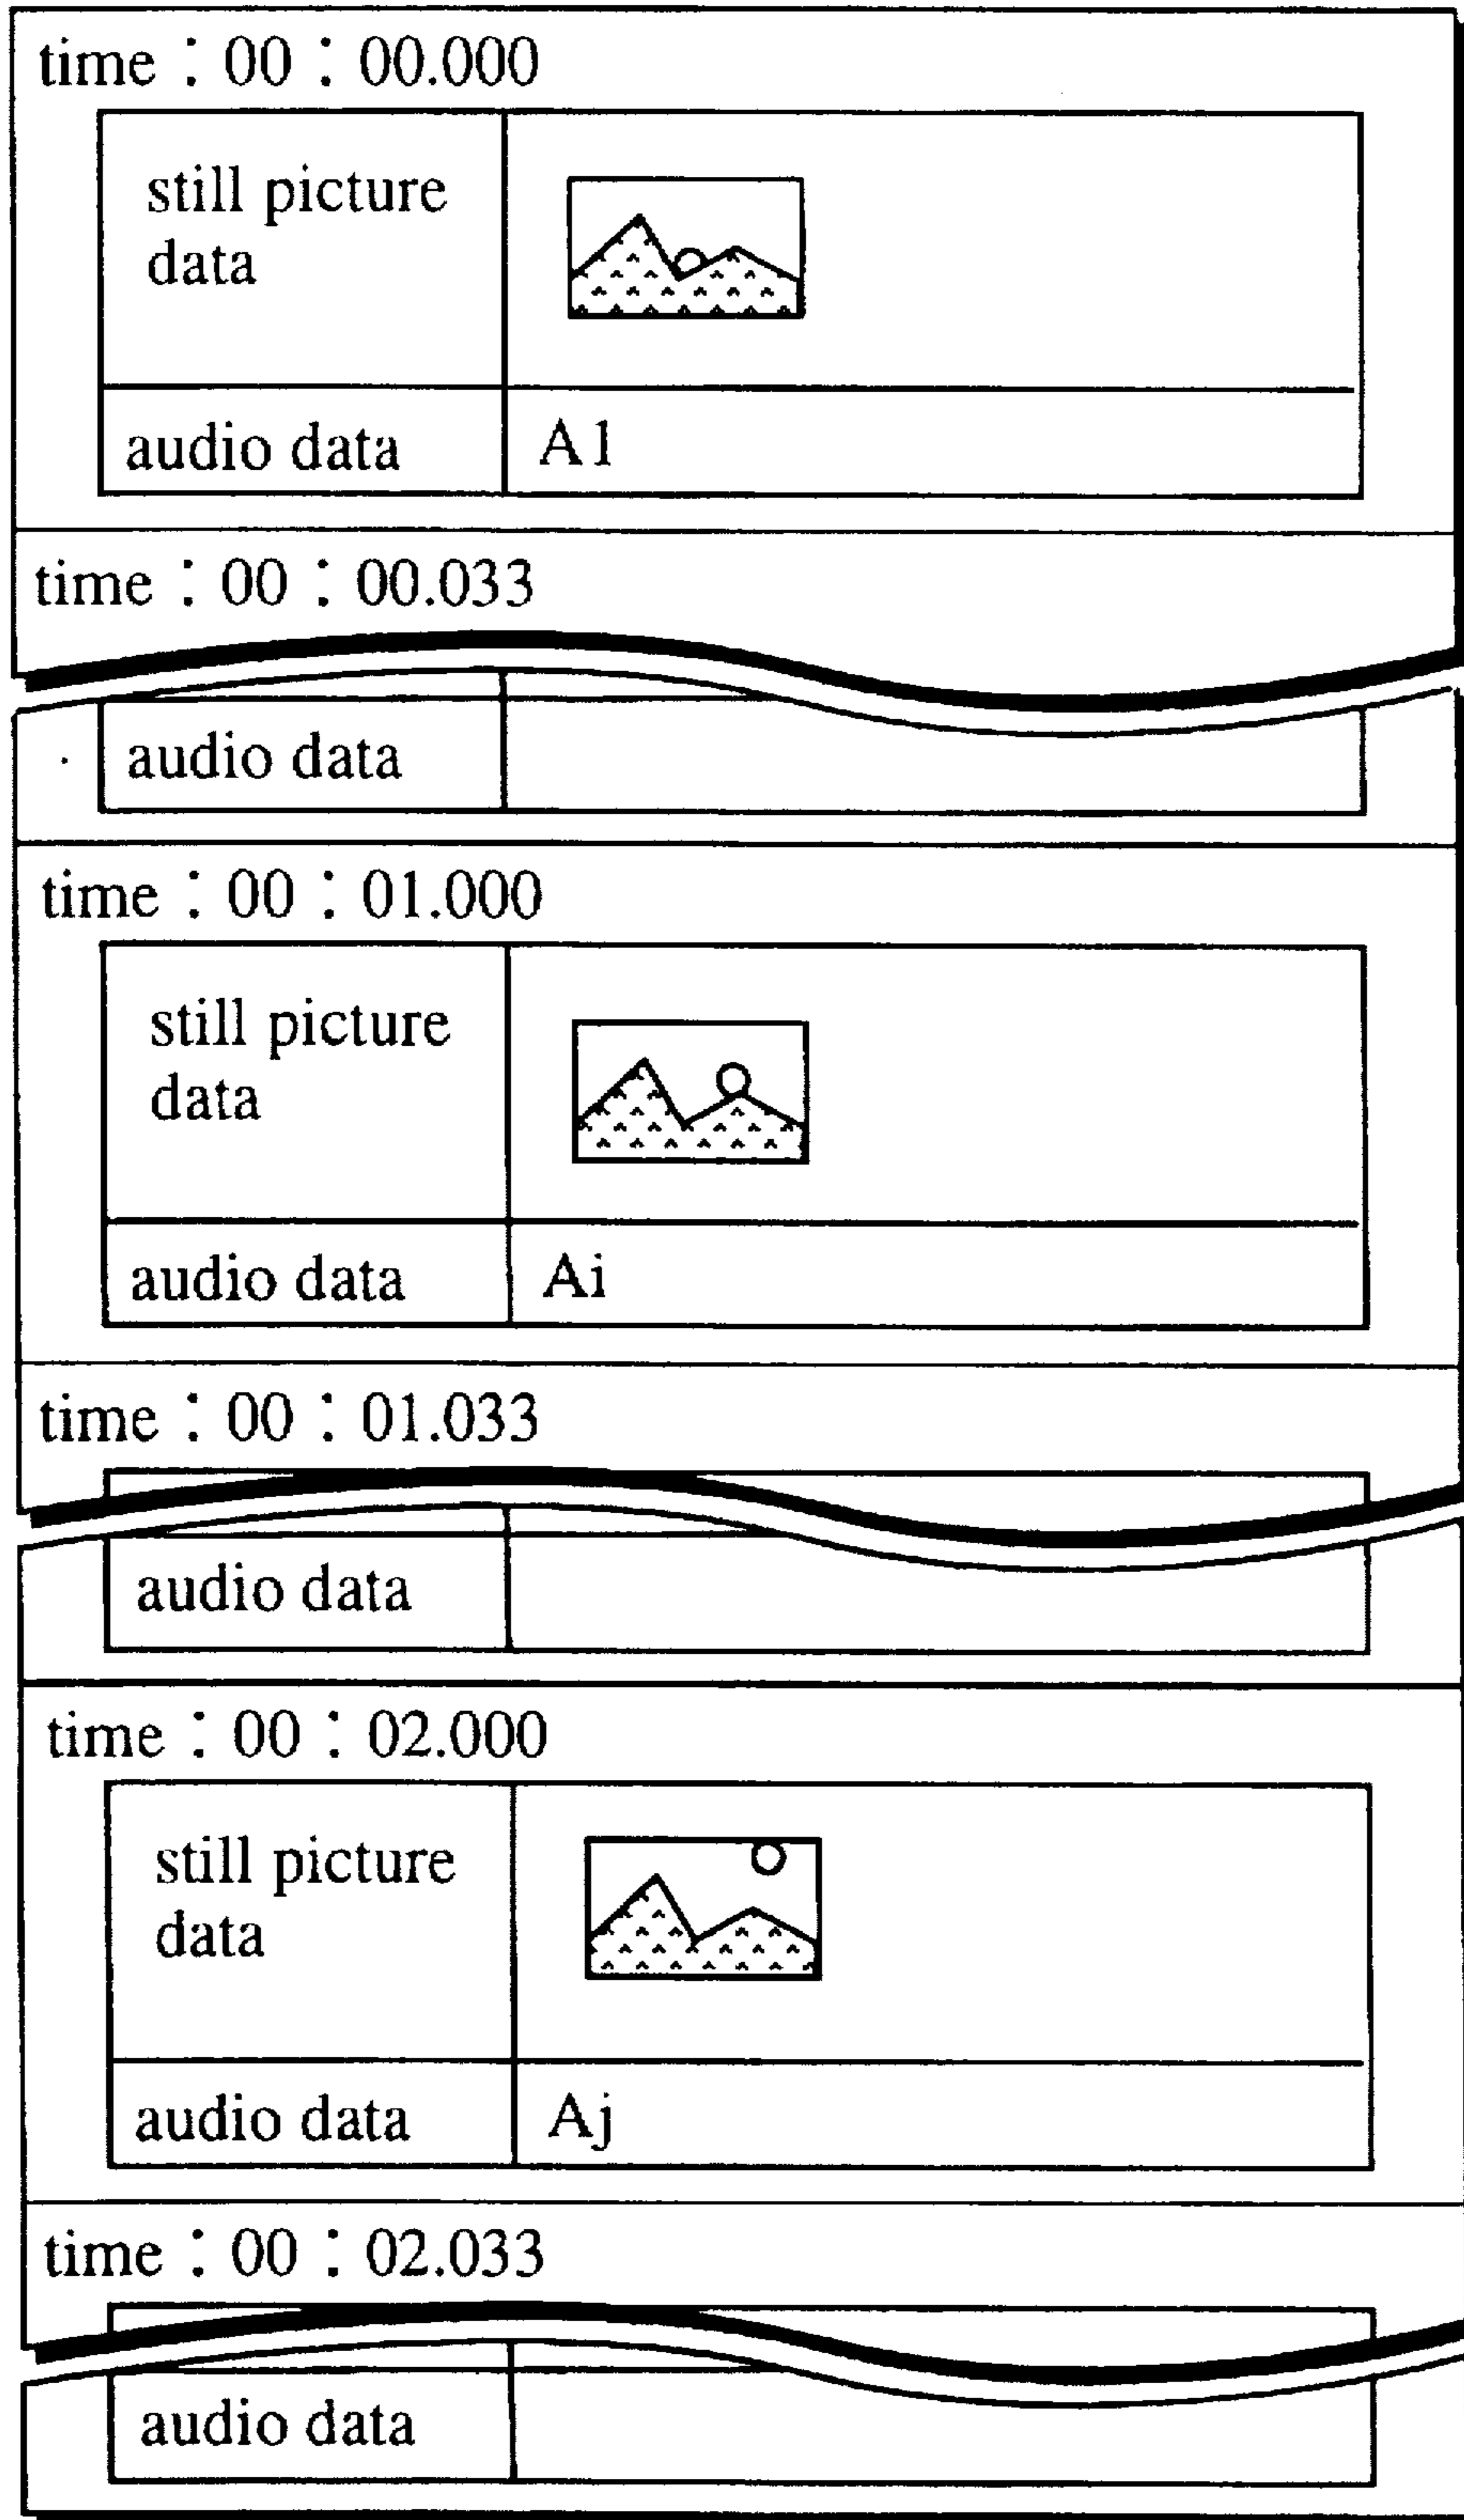 time : 00 : 00.000
still picture
data
audio data
A1
time : 00 : 00.033
audio data
time : 00 : 01.000
still picture
data
audio data
Ai
time : 00 : 01.033
audio data
time : 00 : 02.000
still picture
data
audio data
Aj
time : 00 : 02.033
audio data